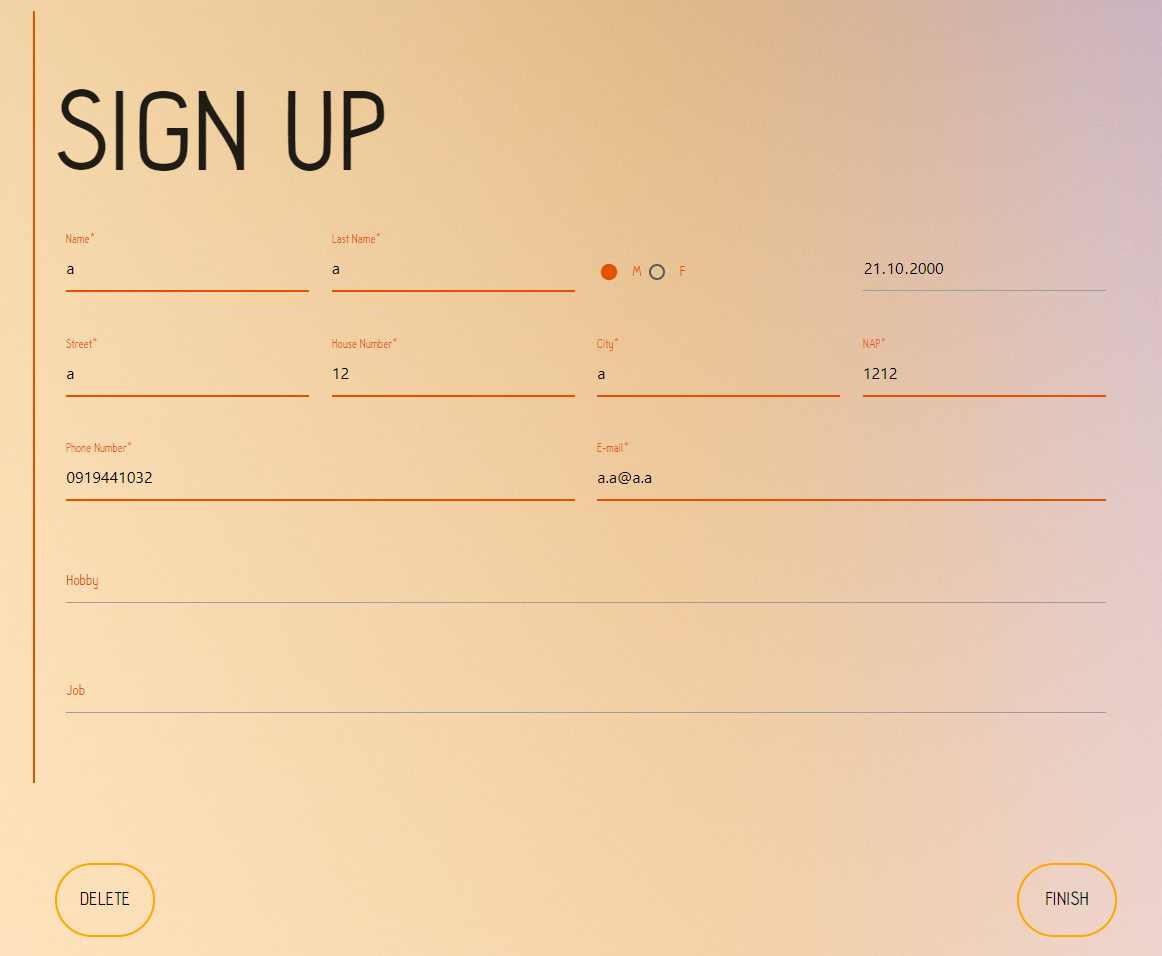 SIGN UP
Name*
Last Name*
a
a
M
F
21.10.2000
Street*
House Number*
City*
NAP*
a
12
a
1212
Phone Number*
E-mail*
0919441032
a.a@a.a
Hobby
Job
DELETE
FINISH